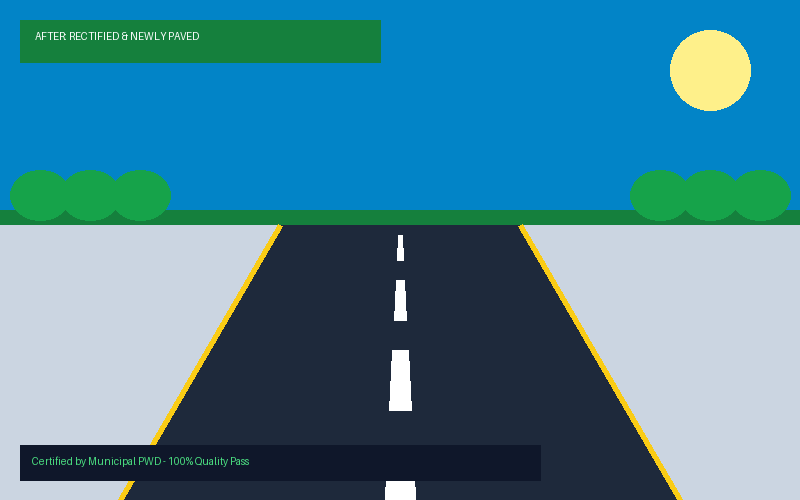 AFTER: RECTIFIED & NEWLY PAVED
Certified by Municipal PWD - 100% Quality Pass